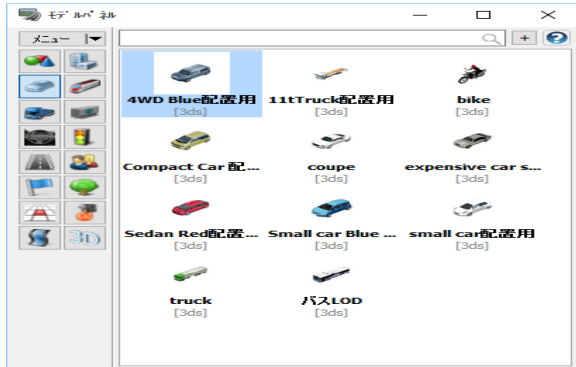 モデルパネル
メニュー
4WD Blue配置用 11tTruck配置用 bike
[3ds] [3ds] [3ds]
Compact Car 配... coupe expensive car s...
[3ds] [3ds] [3ds]
Sedan Red配置... Small car Blue ... small car配置用
[3ds] [3ds] [3ds]
truck バスLOD
[3ds] [3ds]
3D